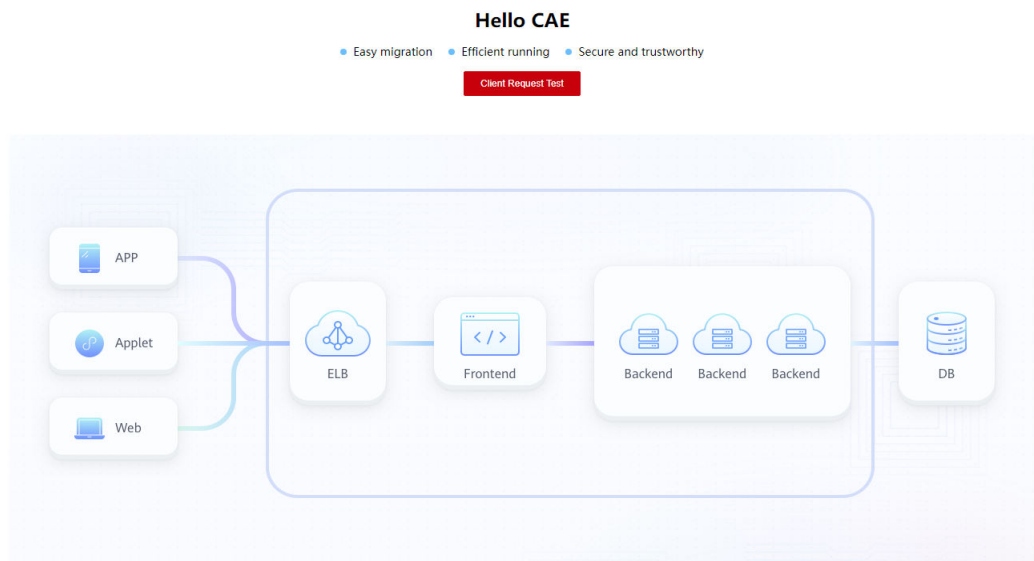 Hello CAE
Easy migration Efficient running Secure and trustworthy
Client Request Test
APP
Applet
Web
ELB
Frontend
Backend Backend Backend
DB